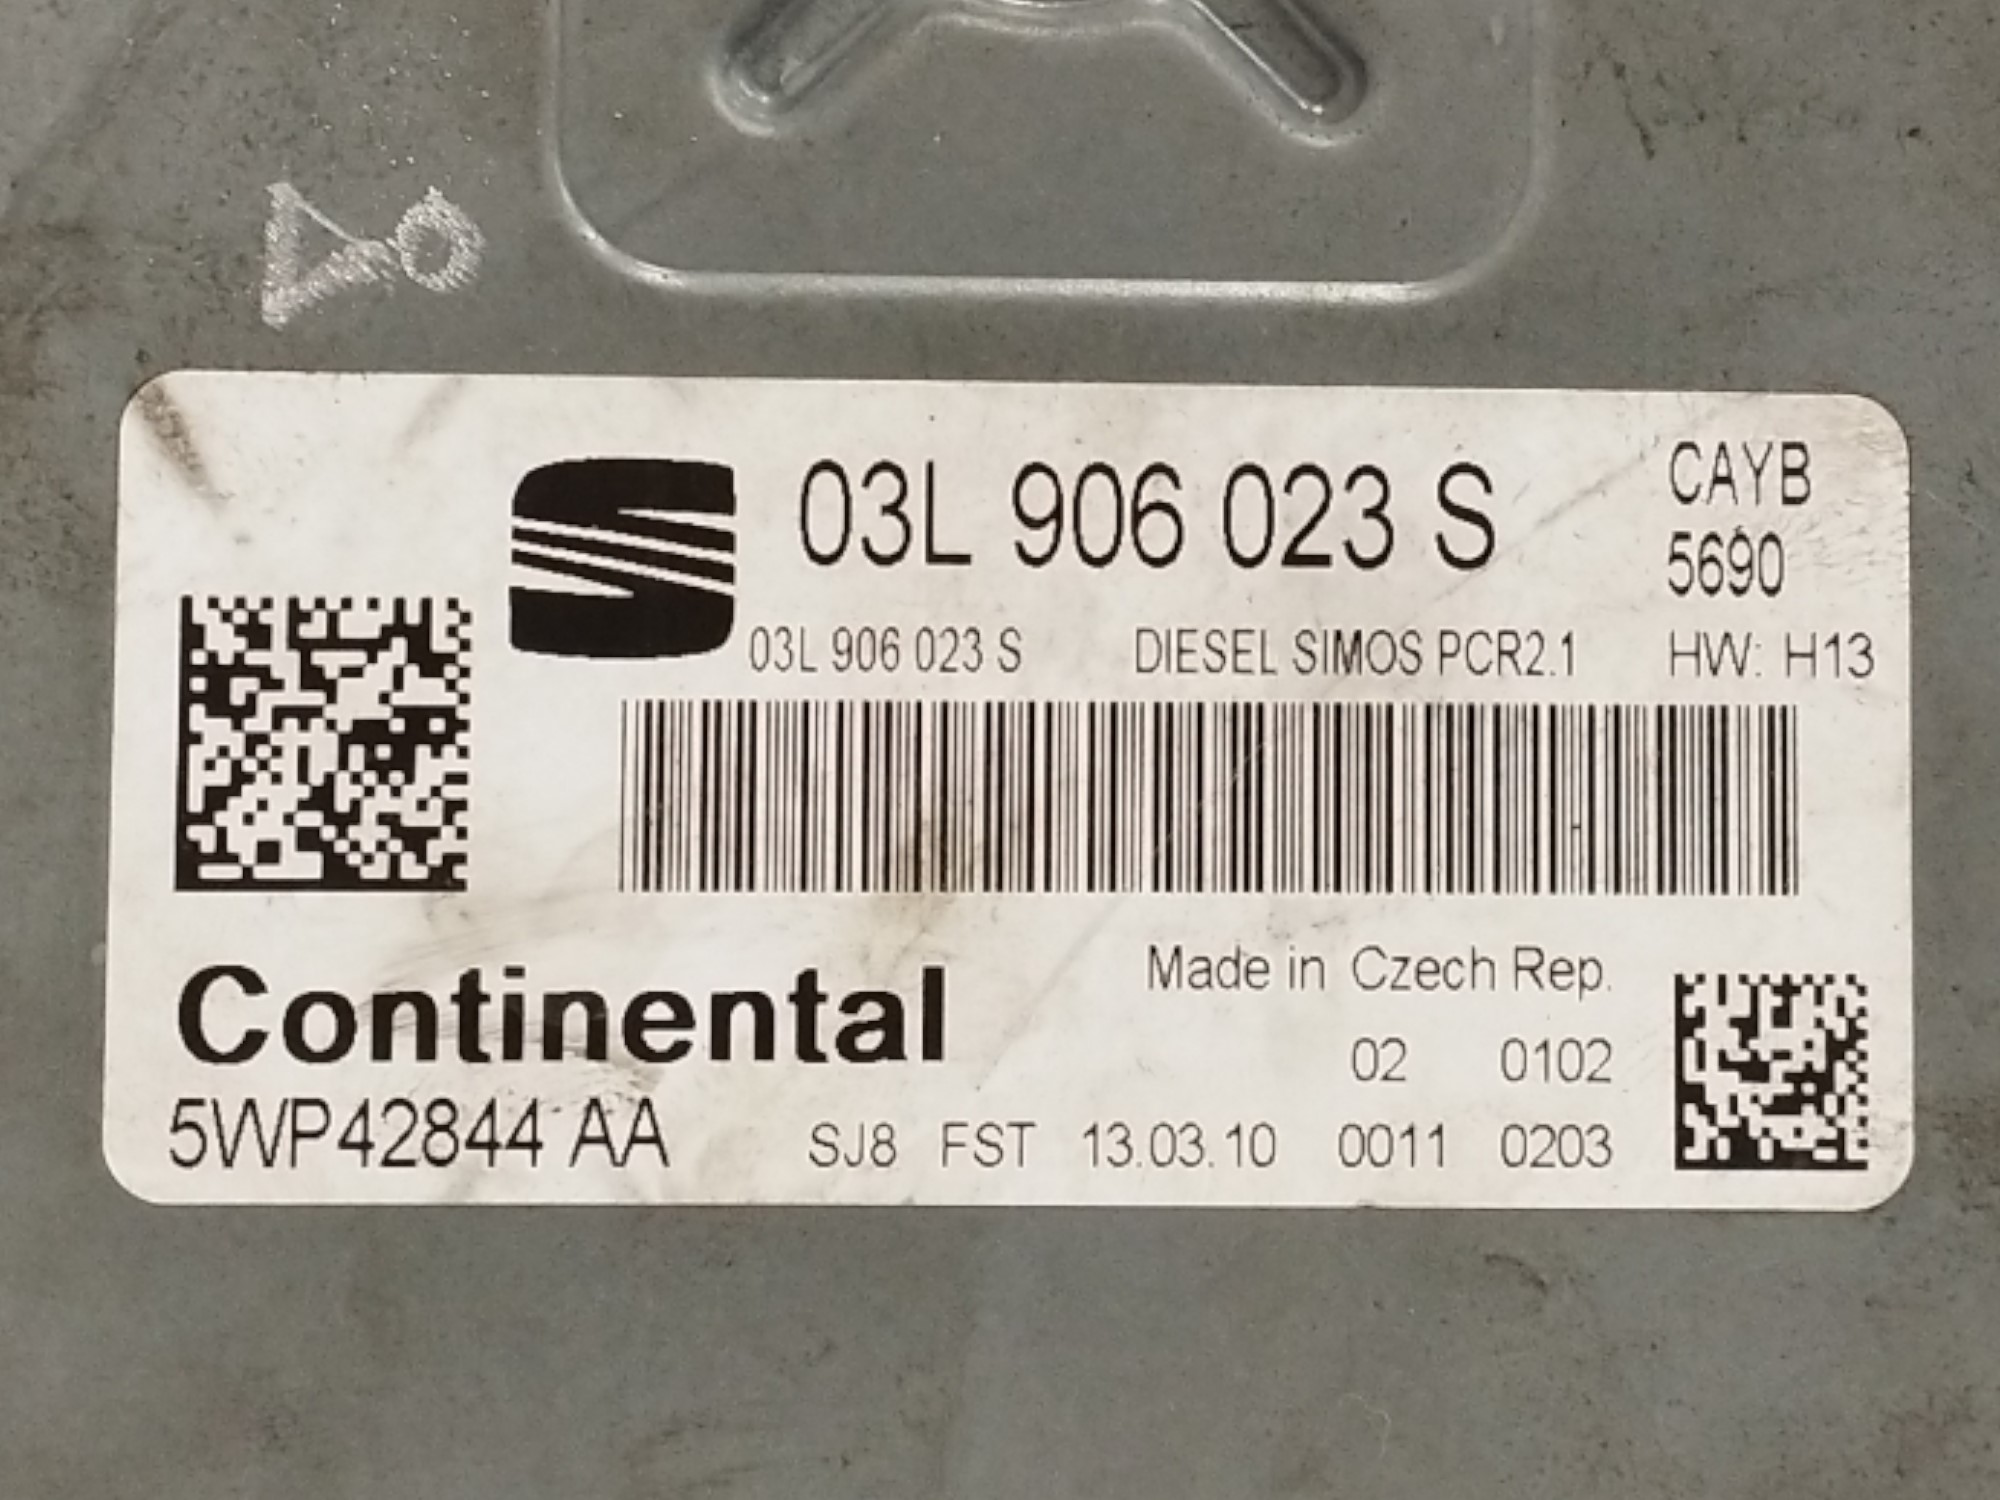 03L 906 023 S
CAYB
5690
03L 906 023 S DIESEL SIMOS PCR2.1 HW: H13
Made in Czech Rep.
Continental
02 0102
5WP42844 AA SJ8 FST 13.03.10 0011 0203